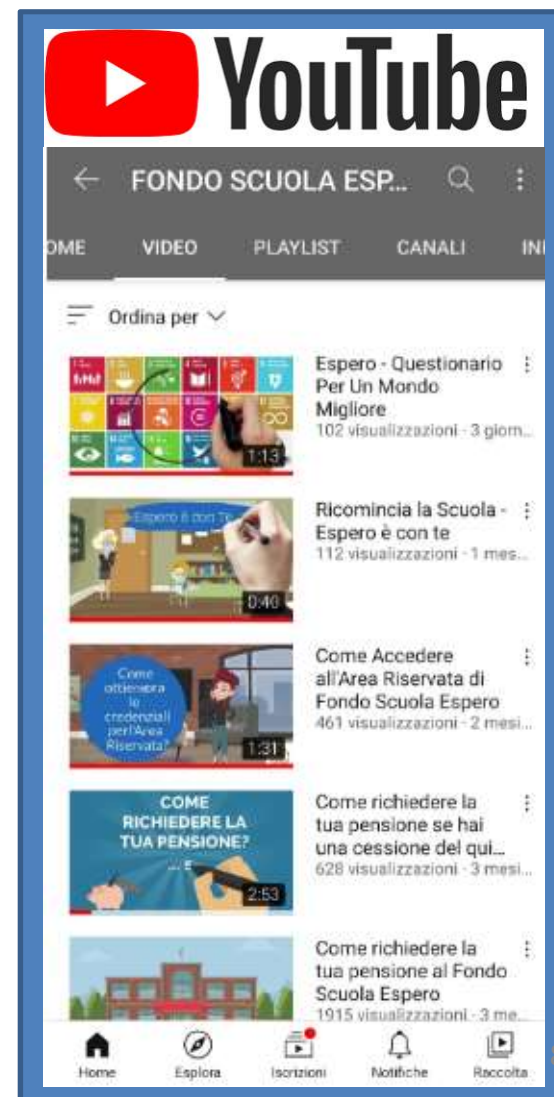 YouTube
FONDO SCUOLA ESP...
OME VIDEO PLAYLIST CANALI INF
Ordina per
1:13
Espero - Questionario
Per Un Mondo
Migliore
102 visualizzazioni · 3 giorn...
Espero è con Te
0:40
Ricomincia la Scuola -
Espero è con te
112 visualizzazioni · 1 mes...
Come
ottieniora
le
credenziali
perl'Area
Riservata?
1:31
Come Accedere
all'Area Riservata di
Fondo Scuola Espero
461 visualizzazioni · 2 mesi...
COME
RICHIEDERE LA
TUA PENSIONE?
... E
2:53
Come richiedere la
tua pensione se hai
una cessione del qui...
628 visualizzazioni · 3 mesi...
Come richiedere la
tua pensione al Fondo
Scuola Espero
1915 visualizzazioni · 3 me...
Home Esplora Iscrizioni Notifiche Raccolta